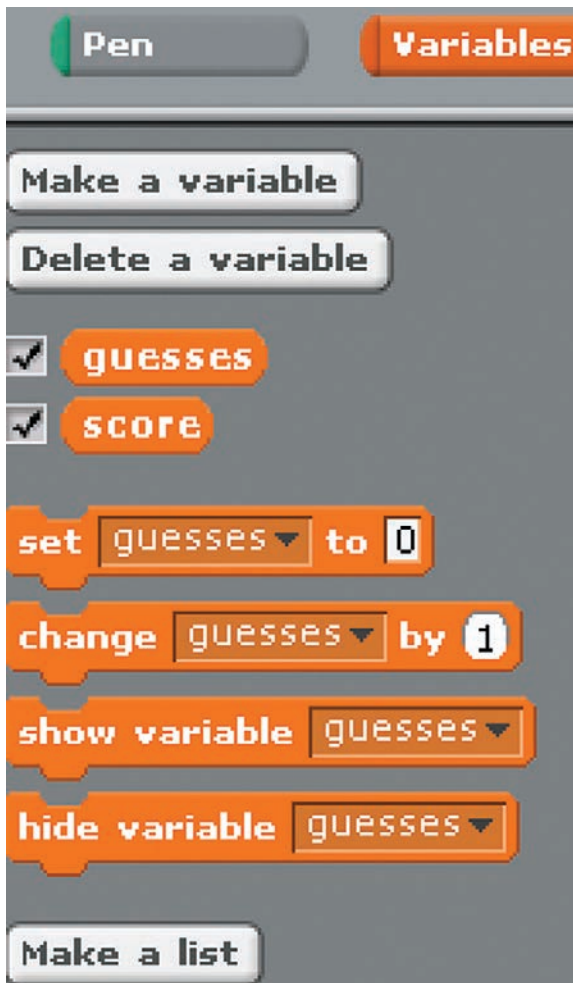 Pen Variables
Make a variable
Delete a variable
guesses
score
set guesses to 0
change guesses by 1
show variable guesses
hide variable guesses
Make a list